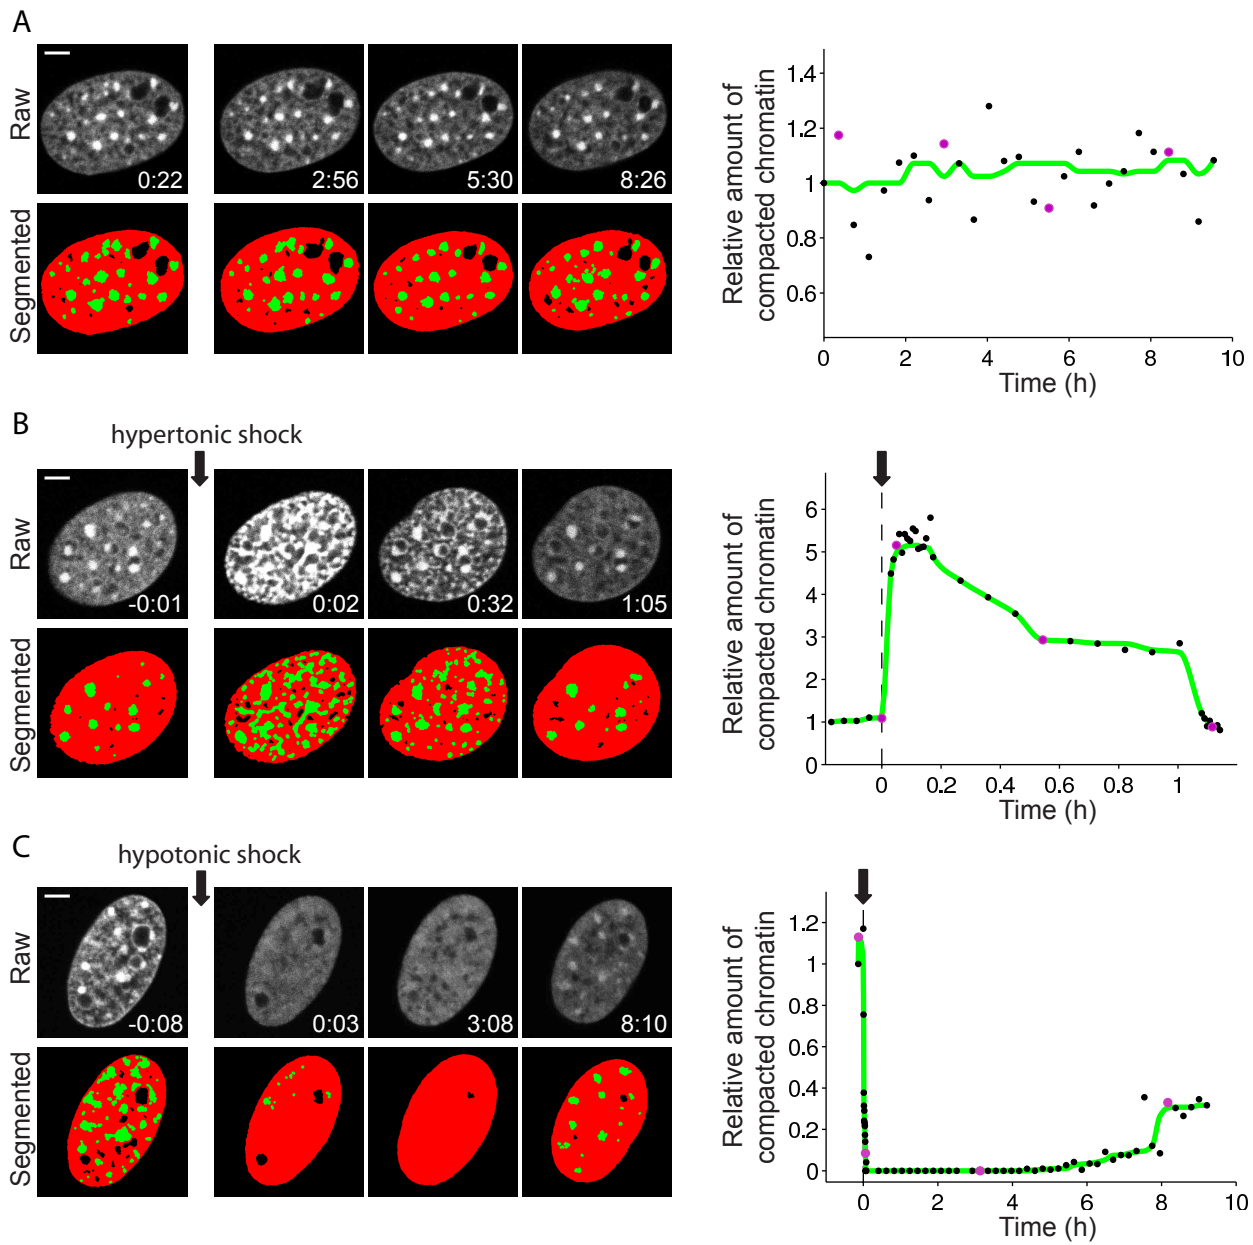 A
Raw
0:22
2:56
5:30
8:26
Segmented
Relative amount of
compacted chromatin
1.4
1.2
1
0.8
0.6
0
2
4
6
8
10
Time (h)
B
hypertonic shock
Raw
-0:01
0:02
0:32
1:05
Segmented
Relative amount of
compacted chromatin
6
5
4
3
2
1
0
0
0.2
0.4
0.6
0.8
1
Time (h)
C
hypotonic shock
Raw
-0:08
0:03
3:08
8:10
Segmented
Relative amount of
compacted chromatin
1.2
1
0.8
0.6
0.4
0.2
0
0
2
4
6
8
10
Time (h)